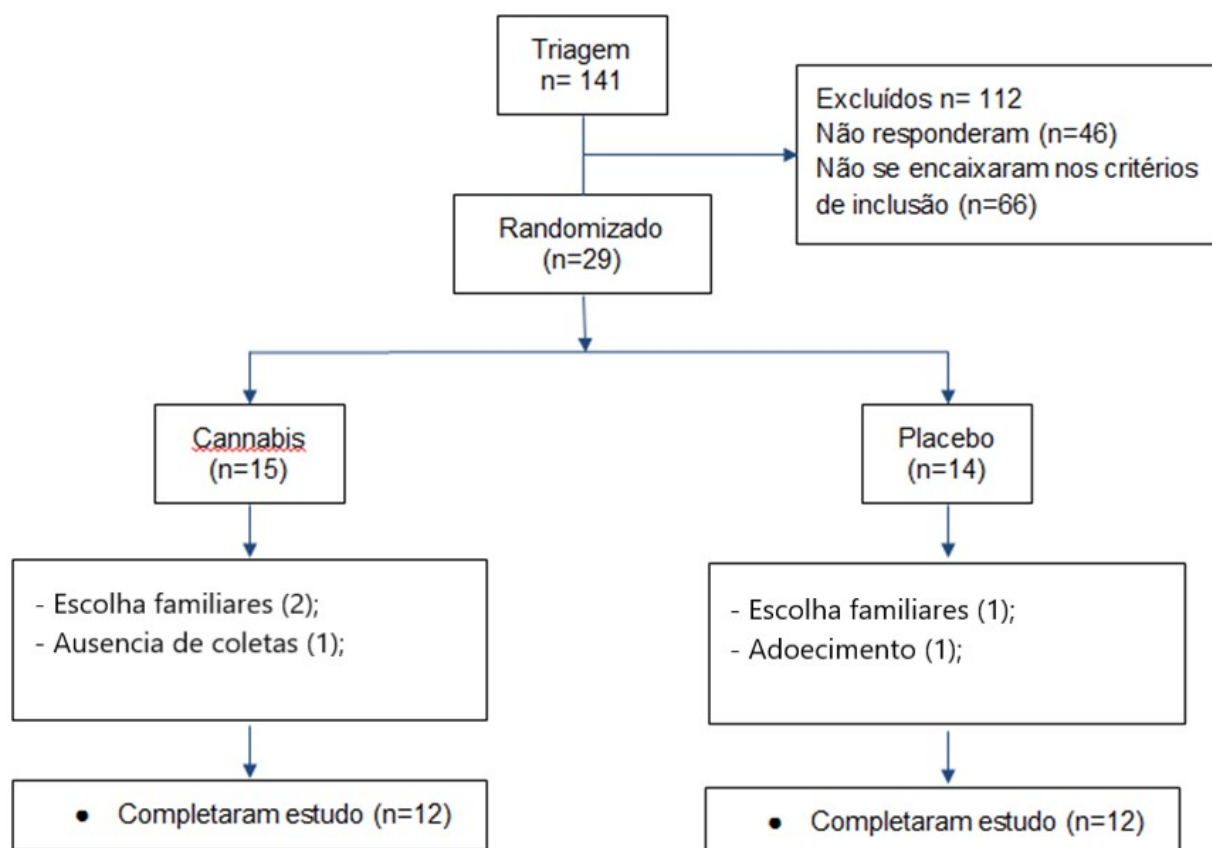 Triagem
n= 141
Excluídos n= 112
Não responderam (n=46)
Não se encaixaram nos critérios
de inclusão (n=66)
Randomizado
(n=29)
Cannabis
(n=15)
Placebo
(n=14)
- Escolha familiares (2);
- Ausencia de coletas (1);
- Escolha familiares (1);
- Adoecimento (1);
● Completaram estudo (n=12)
● Completaram estudo (n=12)